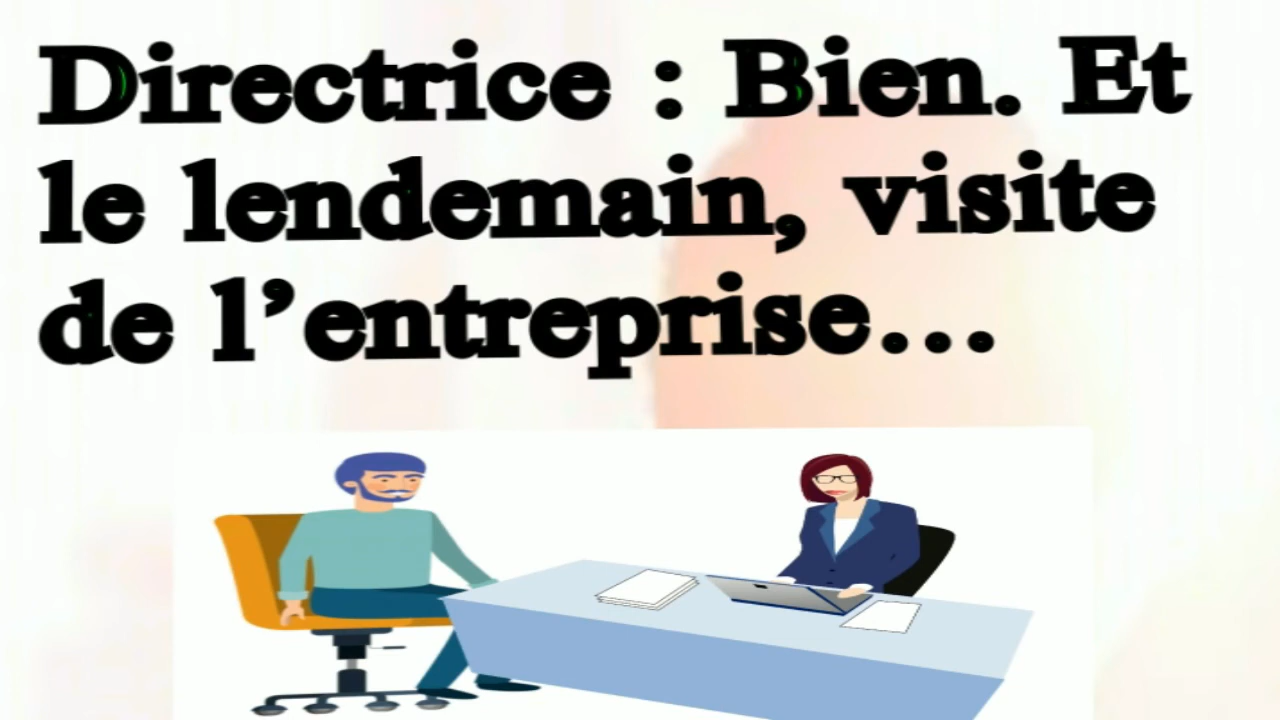 Directrice : Bien. Et
le lendemain, visite
de l’entreprise...